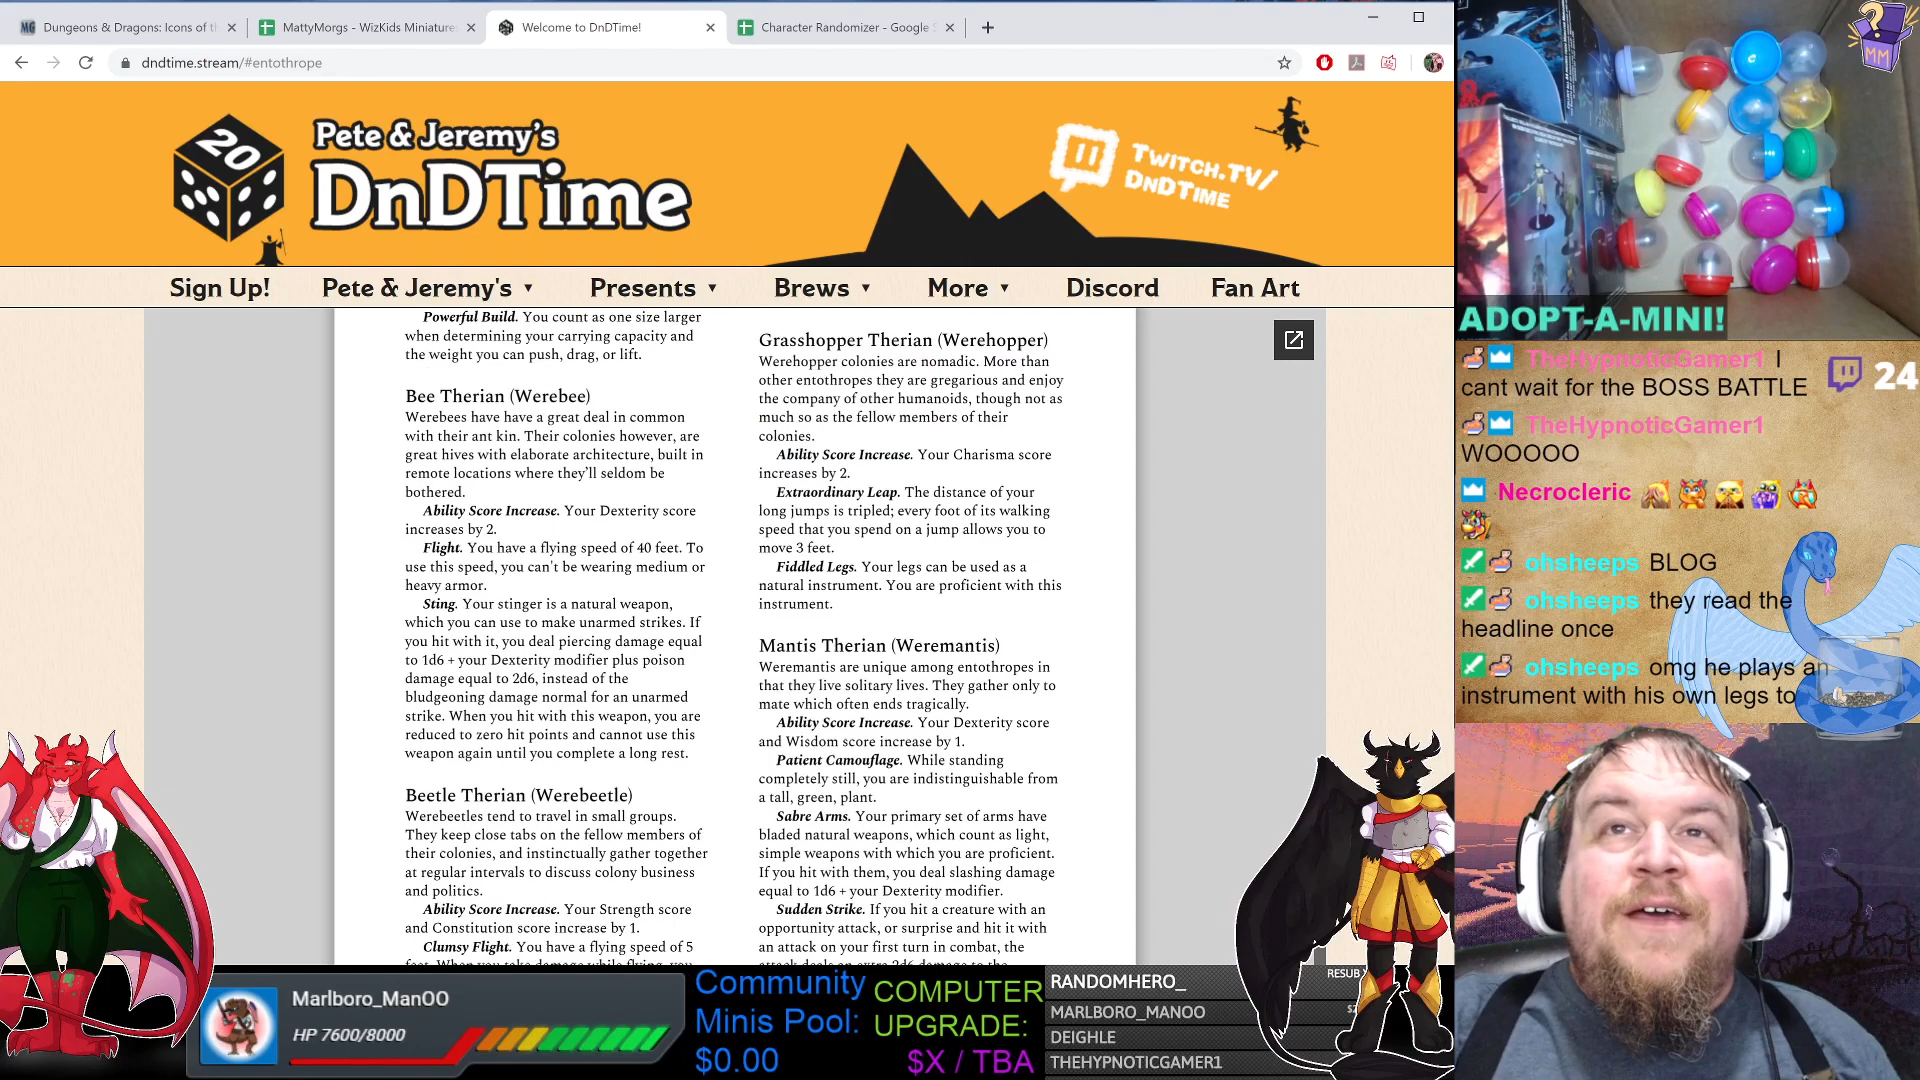 Dungeons & Dragons: Icons of th
MattyMorgs - WizKids Miniatures
Welcome to DnDTime!
Character Randomizer - Google S
dndtime.stream/#entothrope
20
Pete & Jeremy's
DnDTime
TWITCH.TV/
DNDTIME
Sign Up!
Pete & Jeremy's
Presents
Brews
More
Discord
Fan Art
Powerful Build. You count as one size larger
when determining your carrying capacity and
the weight you can push, drag, or lift.
Bee Therian (Werebee)
Werebees have have a great deal in common
with their ant kin. Their colonies however, are
great hives with elaborate architecture, built in
remote locations where they'll seldom be
bothered.
Ability Score Increase. Your Dexterity score
increases by 2.
Flight. You have a flying speed of 40 feet. To
use this speed, you can't be wearing medium or
heavy armor.
Sting. Your stinger is a natural weapon,
which you can use to make unarmed strikes. If
you hit with it, you deal piercing damage equal
to 1d6 + your Dexterity modifier plus poison
damage equal to 2d6, instead of the
bludgeoning damage normal for an unarmed
strike. When you hit with this weapon, you are
reduced to zero hit points and cannot use this
weapon again until you complete a long rest.
Beetle Therian (Werebeetle)
Werebeetles tend to travel in small groups.
They keep close tabs on the fellow members of
their colonies, and instinctually gather together
at regular intervals to discuss colony business
and politics.
Ability Score Increase. Your Strength score
and Constitution score increase by 1.
Clumsy Flight. You have a flying speed of 5
feet. When you take damage while flying, you
Grasshopper Therian (Werehopper)
Werehopper colonies are nomadic. More than
other entothropes they are gregarious and enjoy
the company of other humanoids, though not as
much so as the fellow members of their
colonies.
Ability Score Increase. Your Charisma score
increases by 2.
Extraordinary Leap. The distance of your
long jumps is tripled; every foot of its walking
speed that you spend on a jump allows you to
move 3 feet.
Fiddled Legs. Your legs can be used as a
natural instrument. You are proficient with this
instrument.
Mantis Therian (Weremantis)
Weremantis are unique among entothropes in
that they live solitary lives. They gather only to
mate which often ends tragically.
Ability Score Increase. Your Dexterity score
and Wisdom score increase by 1.
Patient Camouflage. While standing
completely still, you are indistinguishable from
a tall, green, plant.
Sabre Arms. Your primary set of arms have
bladed natural weapons, which count as light,
simple weapons with which you are proficient.
If you hit with them, you deal slashing damage
equal to 1d6 + your Dexterity modifier.
Sudden Strike. If you hit a creature with an
opportunity attack, or surprise and hit it with
an attack on your first turn in combat, the
attack deals an extra 2d6 damage to the
MM
ADOPT-A-MINI!
TheHypnoticGamer1 I
cant wait for the BOSS BATTLE
24
TheHypnoticGamer1
WOOOOO
Necrocleric
ohsheeps BLOG
ohsheeps they read the
headline once
ohsheeps omg he plays an
instrument with his own legs to
Marlboro_ManOO
HP 7600/8000
Community
Minis Pool:
$0.00
COMPUTER
UPGRADE:
$X / TBA
RANDOMHERO_
RESUB
MARLBORO_MANOO
DEIGHLE
THEHYPNOTICGAMER1